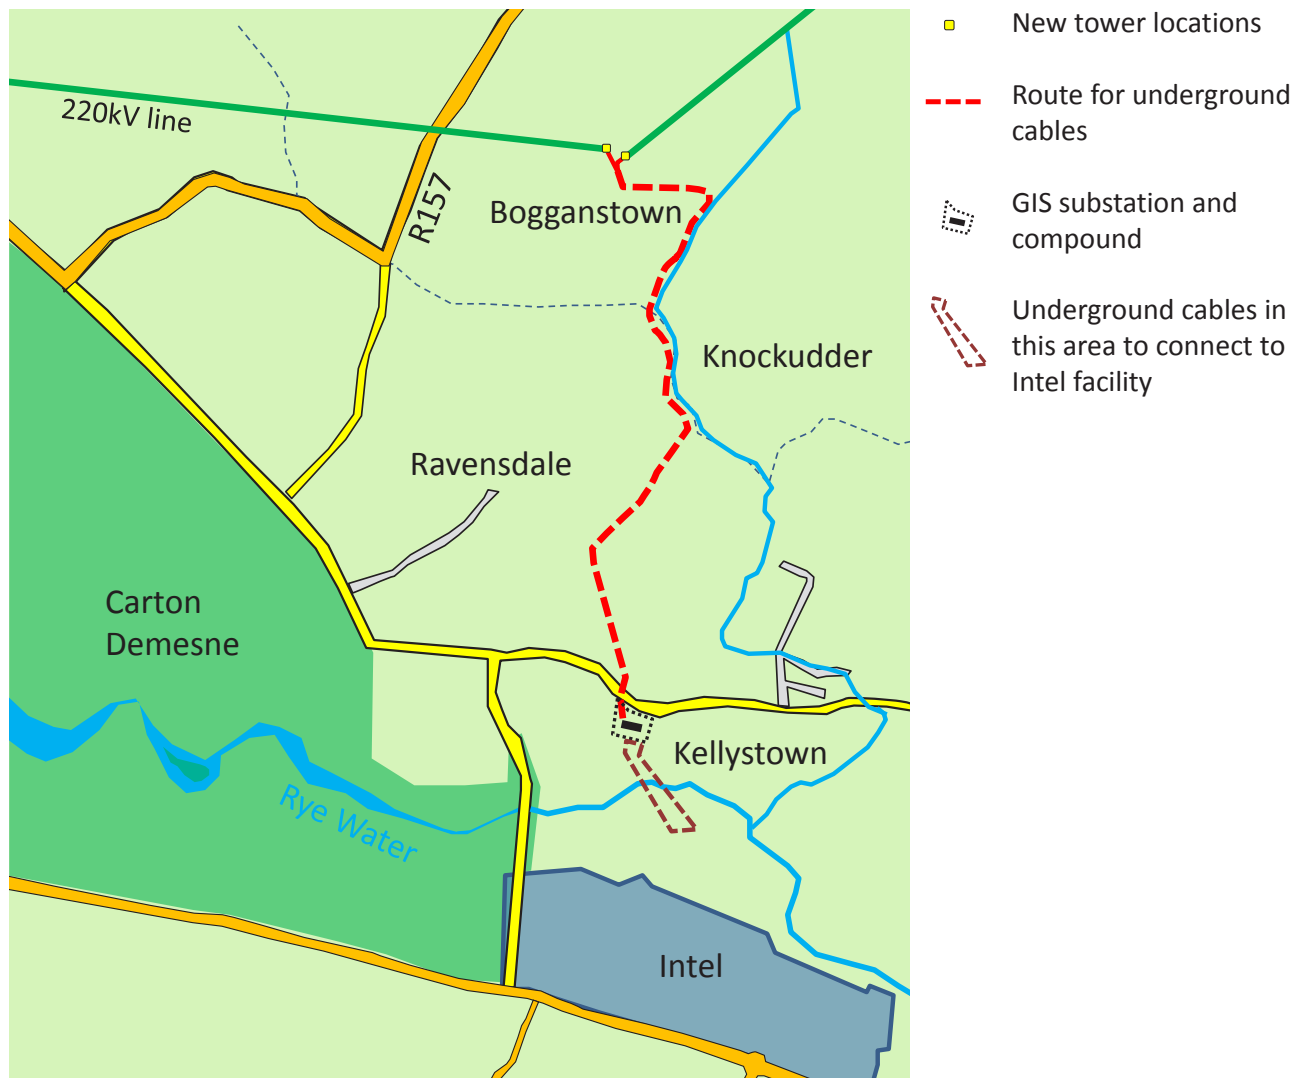 220kV line
R157
Bogganstown
Knockudder
Ravensdale
Carton
Demesne
Kellystown
Rye Water
Intel
New tower locations
Route for underground
cables
GIS substation and
compound
Underground cables in
this area to connect to
Intel facility